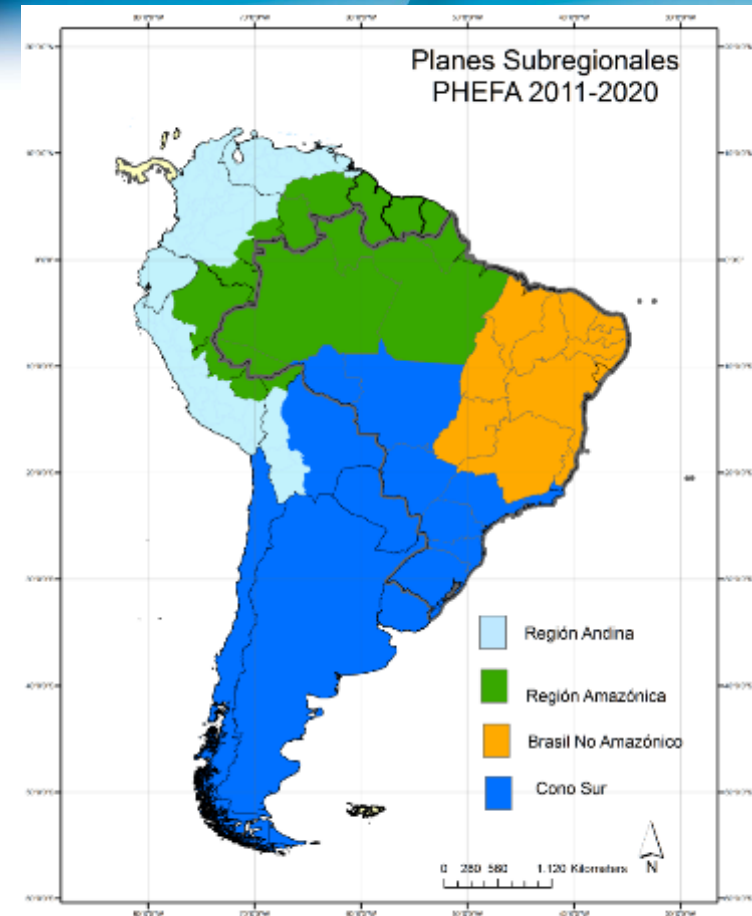 Planes Subregionales
PHEFA 2011-2020
Región Andina
Región Amazónica
Brasil No Amazónico
Cono Sur
0 280 560 1.120 Kilometers
N